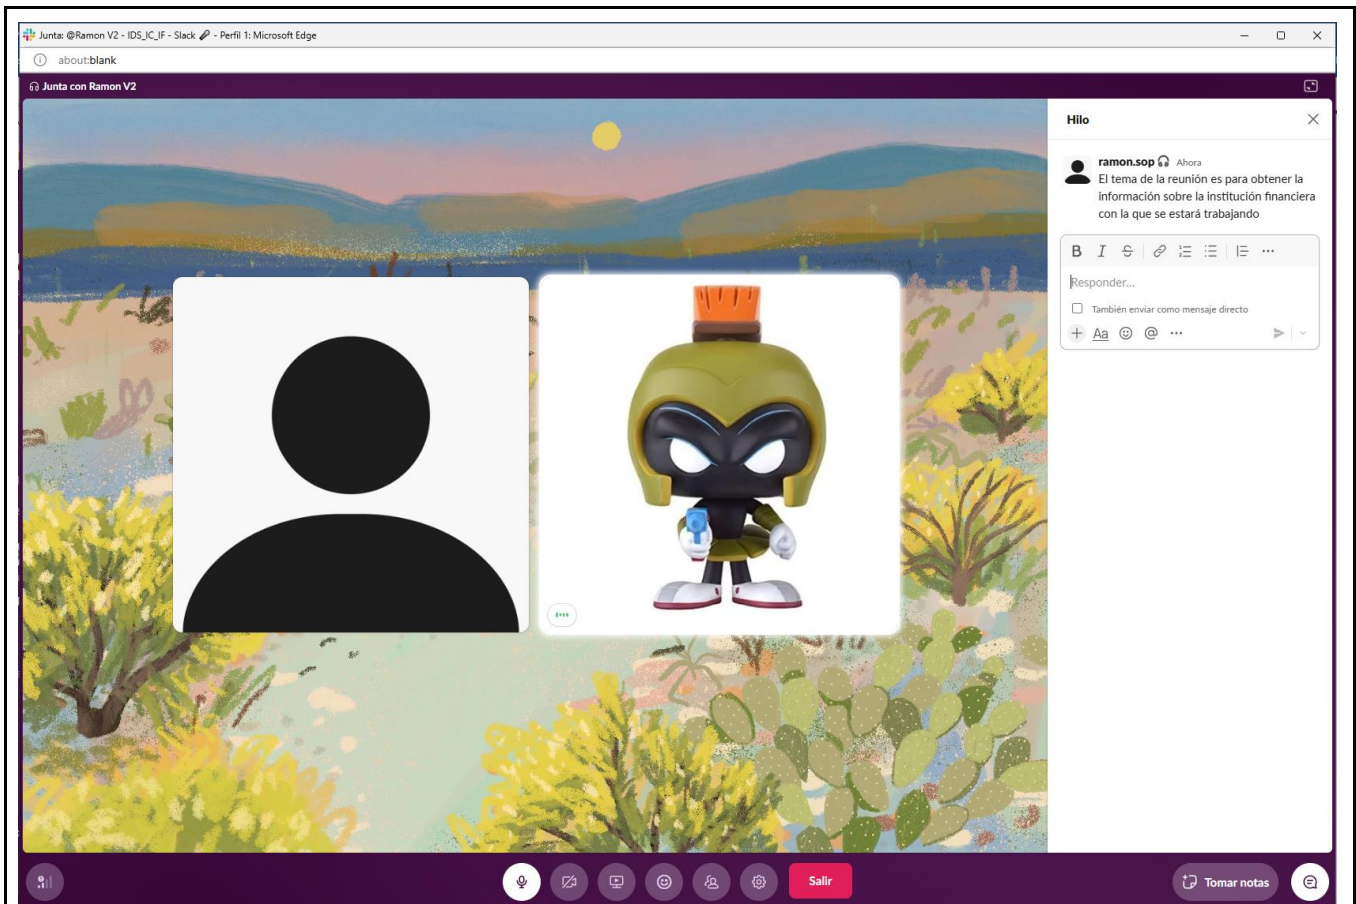 Junta: @Ramon V2 - IDS_IC_IF - Slack 🎤 - Perfil 1: Microsoft Edge
about:blank
Junta con Ramon V2
Hilo
ramon.sop Ahora
El tema de la reunión es para obtener la
información sobre la institución financiera
con la que se estará trabajando
B I S
Responder...
También enviar como mensaje directo
Aa @
Salir
Tomar notas